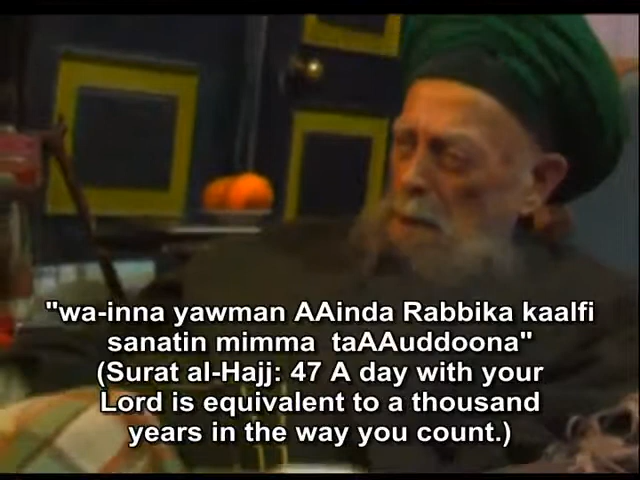 "wa-inna yawman AAinda Rabbika kaalfi
sanatin mimma taAAuddoona"
(Surat al-Hajj: 47 A day with your
Lord is equivalent to a thousand
years in the way you count.)